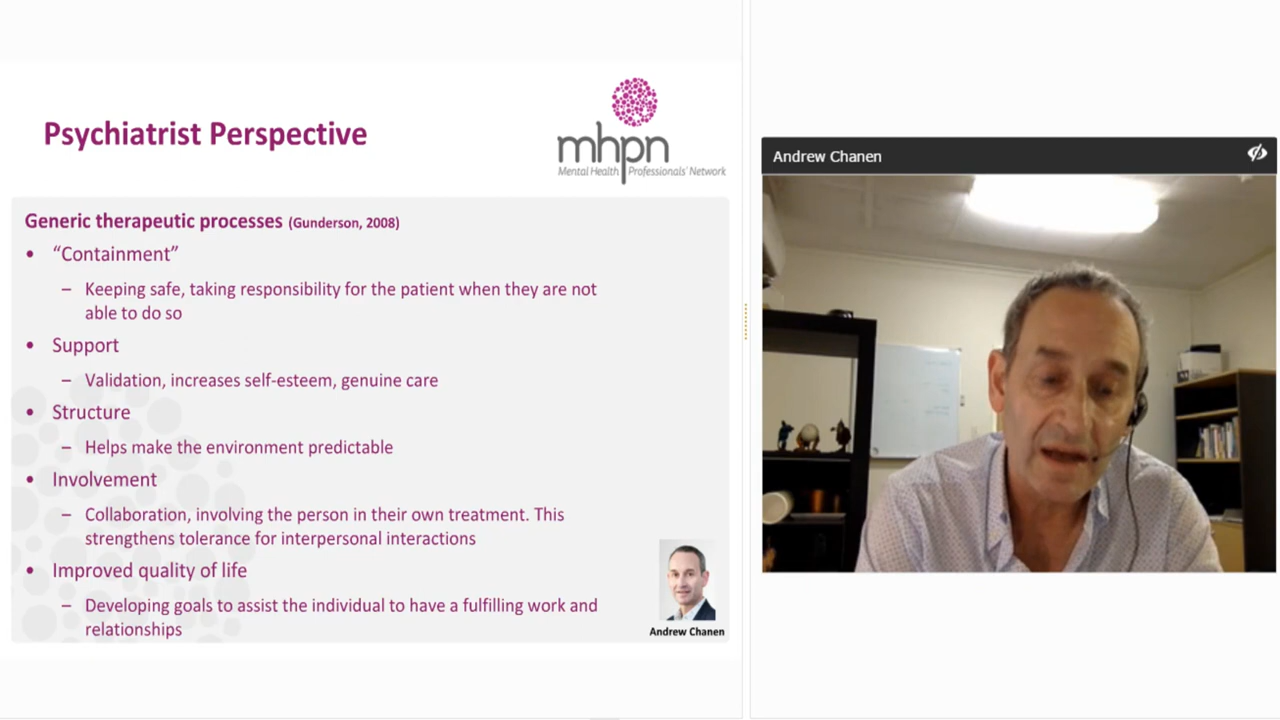 Psychiatrist Perspective
mhpn
Mental Health Professionals' Network
Generic therapeutic processes (Gunderson, 2008)
• “Containment”
– Keeping safe, taking responsibility for the patient when they are not
able to do so
• Support
– Validation, increases self-esteem, genuine care
• Structure
– Helps make the environment predictable
• Involvement
– Collaboration, involving the person in their own treatment. This
strengthens tolerance for interpersonal interactions
• Improved quality of life
– Developing goals to assist the individual to have a fulfilling work and
relationships
Andrew Chanen
Andrew Chanen